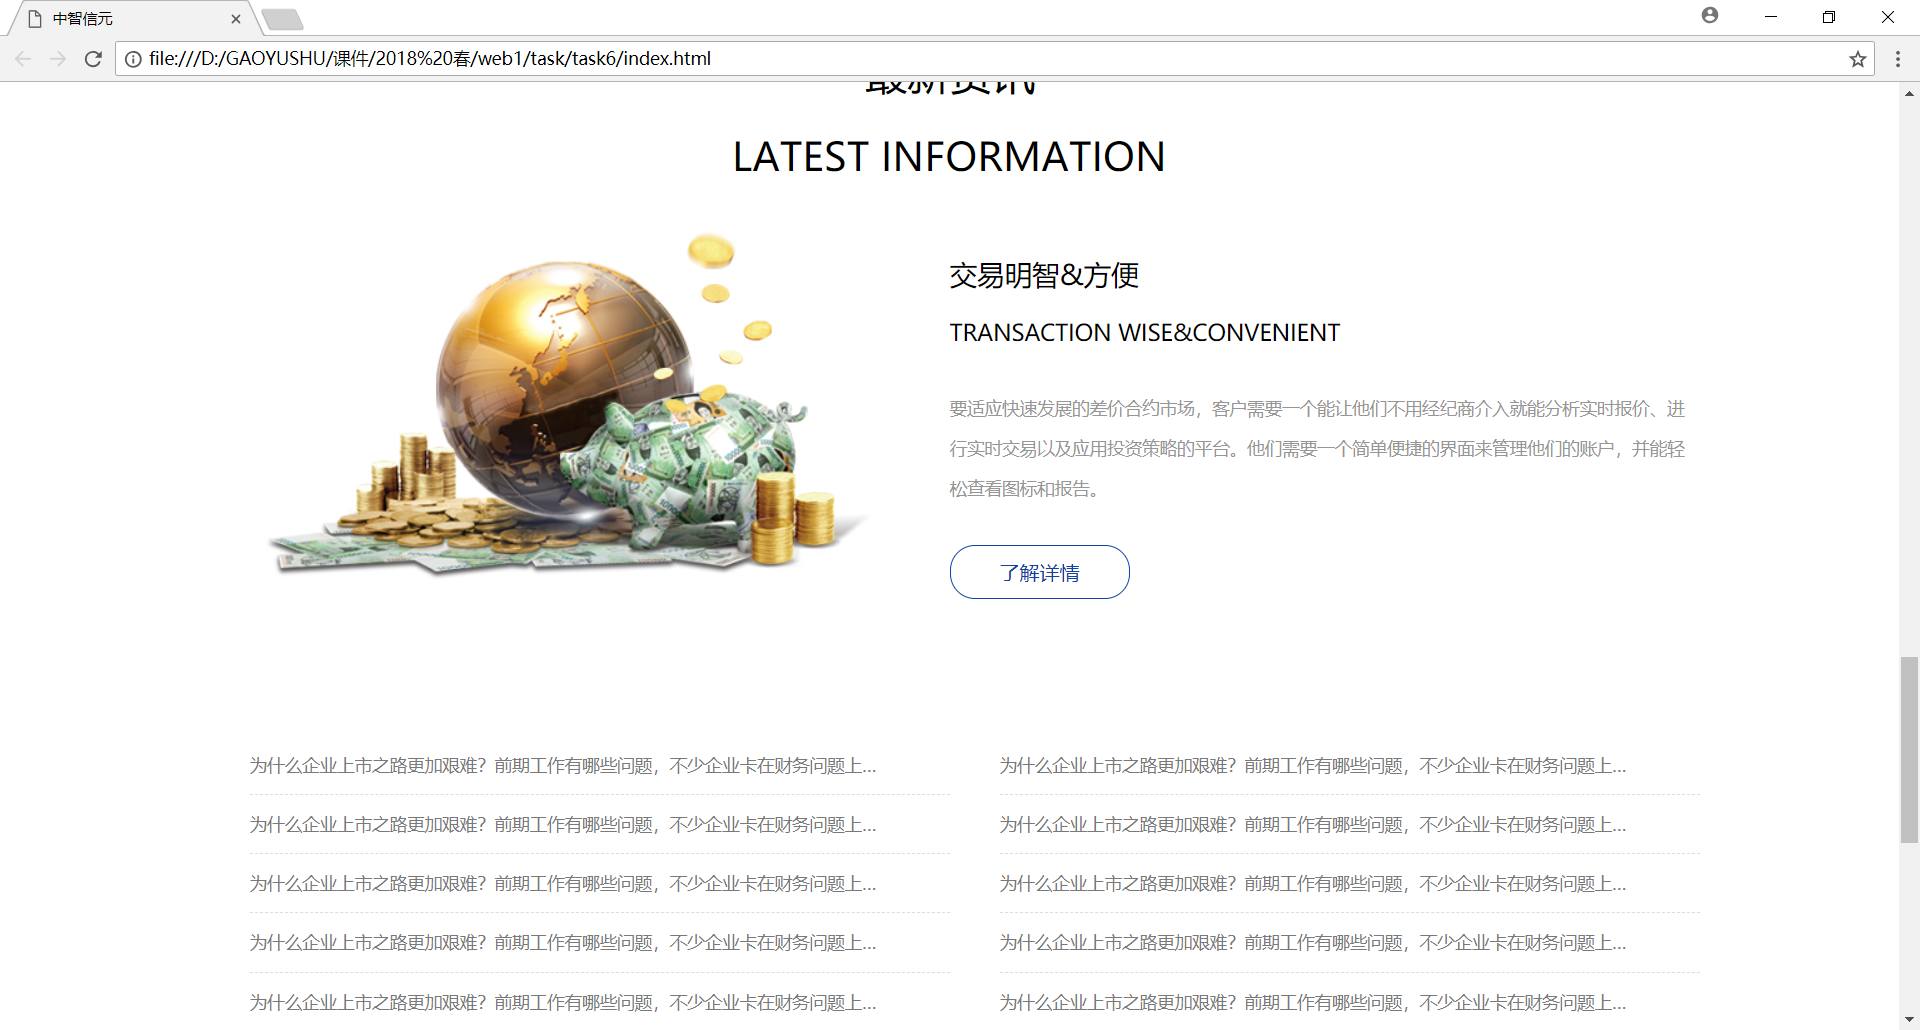 中智信元
file:///D:/GAOYUSHU/课件/2018%20春/web1/task/task6/index.html
最新资讯
LATEST INFORMATION
交易明智&方便
TRANSACTION WISE&CONVENIENT
要适应快速发展的差价合约市场，客户需要一个能让他们不用经纪商介入就能分析实时报价、进
行实时交易以及应用投资策略的平台。他们需要一个简单便捷的界面来管理他们的账户，并能轻
松查看图标和报告。
了解详情
为什么企业上市之路更加艰难？前期工作有哪些问题，不少企业卡在财务问题上...
为什么企业上市之路更加艰难？前期工作有哪些问题，不少企业卡在财务问题上...
为什么企业上市之路更加艰难？前期工作有哪些问题，不少企业卡在财务问题上...
为什么企业上市之路更加艰难？前期工作有哪些问题，不少企业卡在财务问题上...
为什么企业上市之路更加艰难？前期工作有哪些问题，不少企业卡在财务问题上...
为什么企业上市之路更加艰难？前期工作有哪些问题，不少企业卡在财务问题上...
为什么企业上市之路更加艰难？前期工作有哪些问题，不少企业卡在财务问题上...
为什么企业上市之路更加艰难？前期工作有哪些问题，不少企业卡在财务问题上...
为什么企业上市之路更加艰难？前期工作有哪些问题，不少企业卡在财务问题上...
为什么企业上市之路更加艰难？前期工作有哪些问题，不少企业卡在财务问题上...